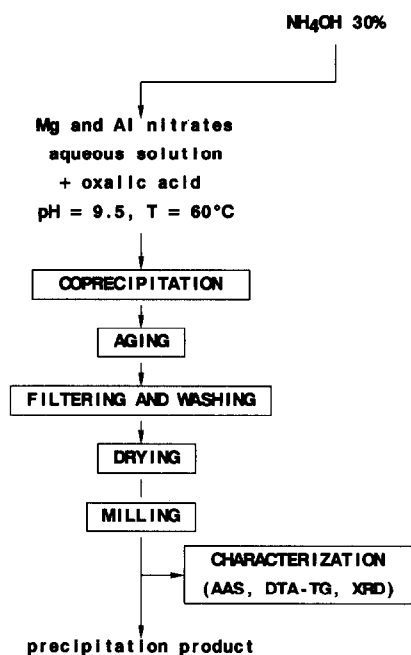 NH₄OH 30%
Mg and Al nitrates
aqueous solution
+ oxalic acid
pH = 9.5, T = 60°C
COPRECIPITATION
AGING
FILTERING AND WASHING
DRYING
MILLING
CHARACTERIZATION
(AAS, DTA-TG, XRD)
precipitation product